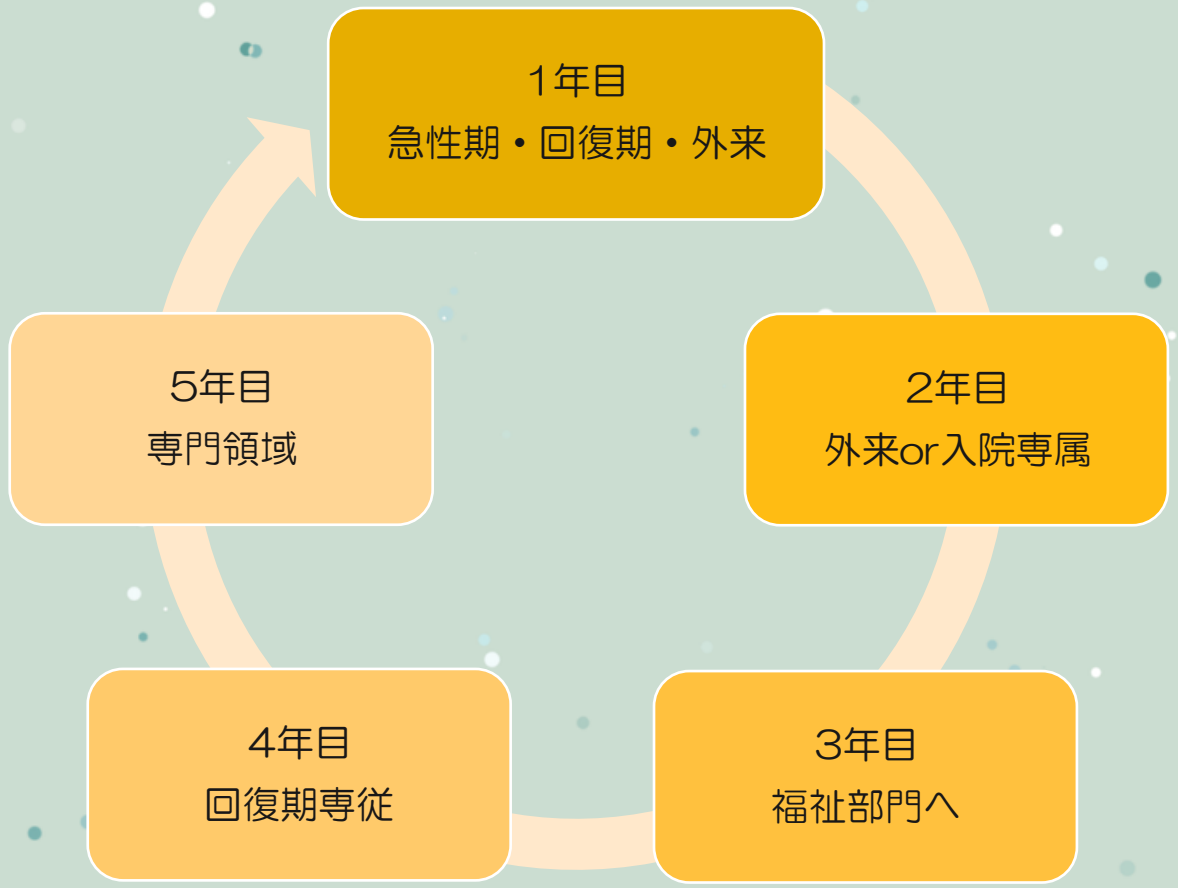 1年目
急性期・回復期・外来
2年目
外来or入院専属
3年目
福祉部門へ
4年目
回復期専従
5年目
専門領域